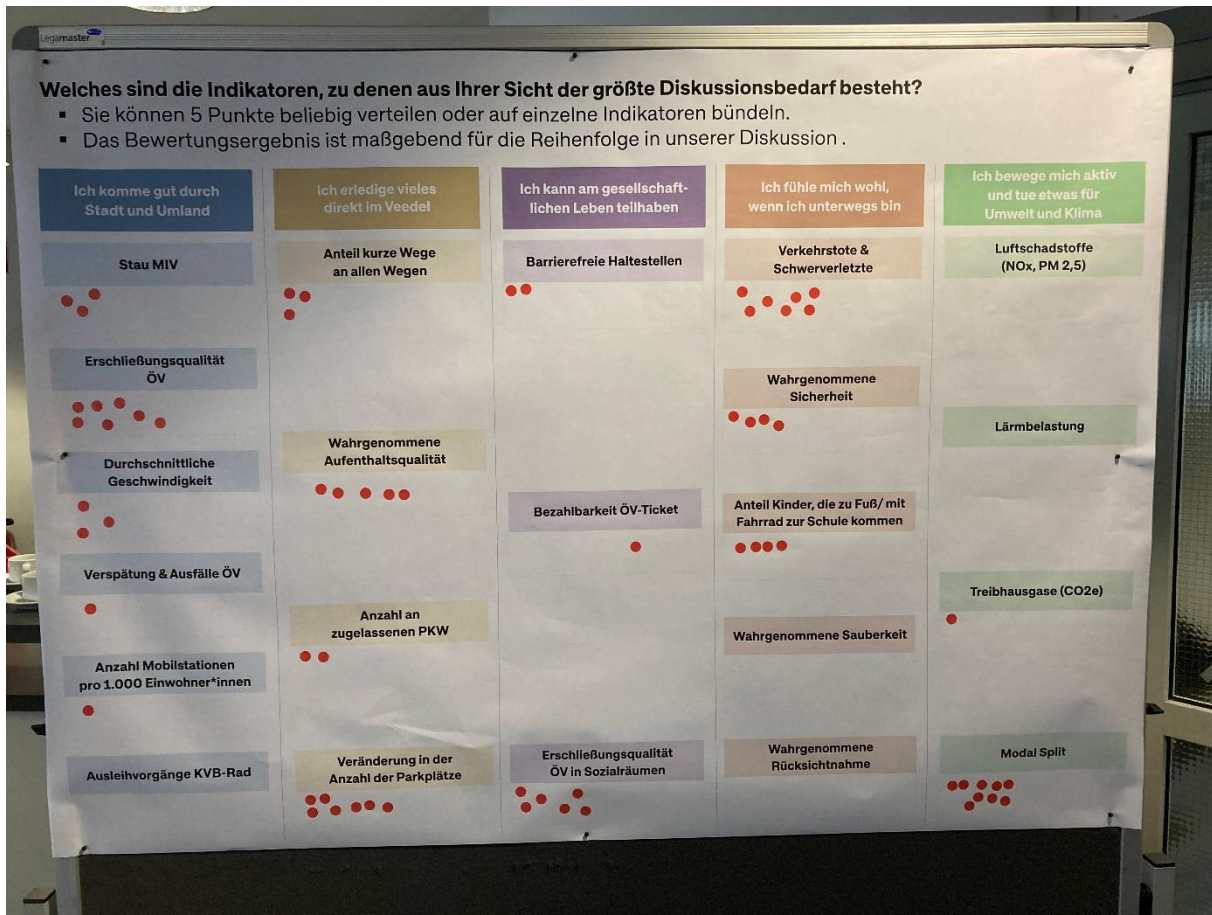 Legamaster
Welches sind die Indikatoren, zu denen aus Ihrer Sicht der größte Diskussionsbedarf besteht?
▪ Sie können 5 Punkte beliebig verteilen oder auf einzelne Indikatoren bündeln.
▪ Das Bewertungsergebnis ist maßgebend für die Reihenfolge in unserer Diskussion .
Ich komme gut durch
Stadt und Umland
Stau MIV
Erschließungsqualität
ÖV
Durchschnittliche
Geschwindigkeit
Verspätung & Ausfälle ÖV
Anzahl Mobilstationen
pro 1.000 Einwohner*innen
Ausleihvorgänge KVB-Rad
Ich erledige vieles
direkt im Veedel
Anteil kurze Wege
an allen Wegen
Wahrgenommene
Aufenthaltsqualität
Anzahl an
zugelassenen PKW
Veränderung in der
Anzahl der Parkplätze
Ich kann am gesellschaft-
lichen Leben teilhaben
Barrierefreie Haltestellen
Bezahlbarkeit ÖV-Ticket
Erschließungsqualität
ÖV in Sozialräumen
Ich fühle mich wohl,
wenn ich unterwegs bin
Verkehrstote &
Schwerverletzte
Wahrgenommene
Sicherheit
Anteil Kinder, die zu Fuß/ mit
Fahrrad zur Schule kommen
Wahrgenommene Sauberkeit
Wahrgenommene
Rücksichtnahme
Ich bewege mich aktiv
und tue etwas für
Umwelt und Klima
Luftschadstoffe
(NOx, PM 2,5)
Lärmbelastung
Treibhausgase (CO2e)
Modal Split